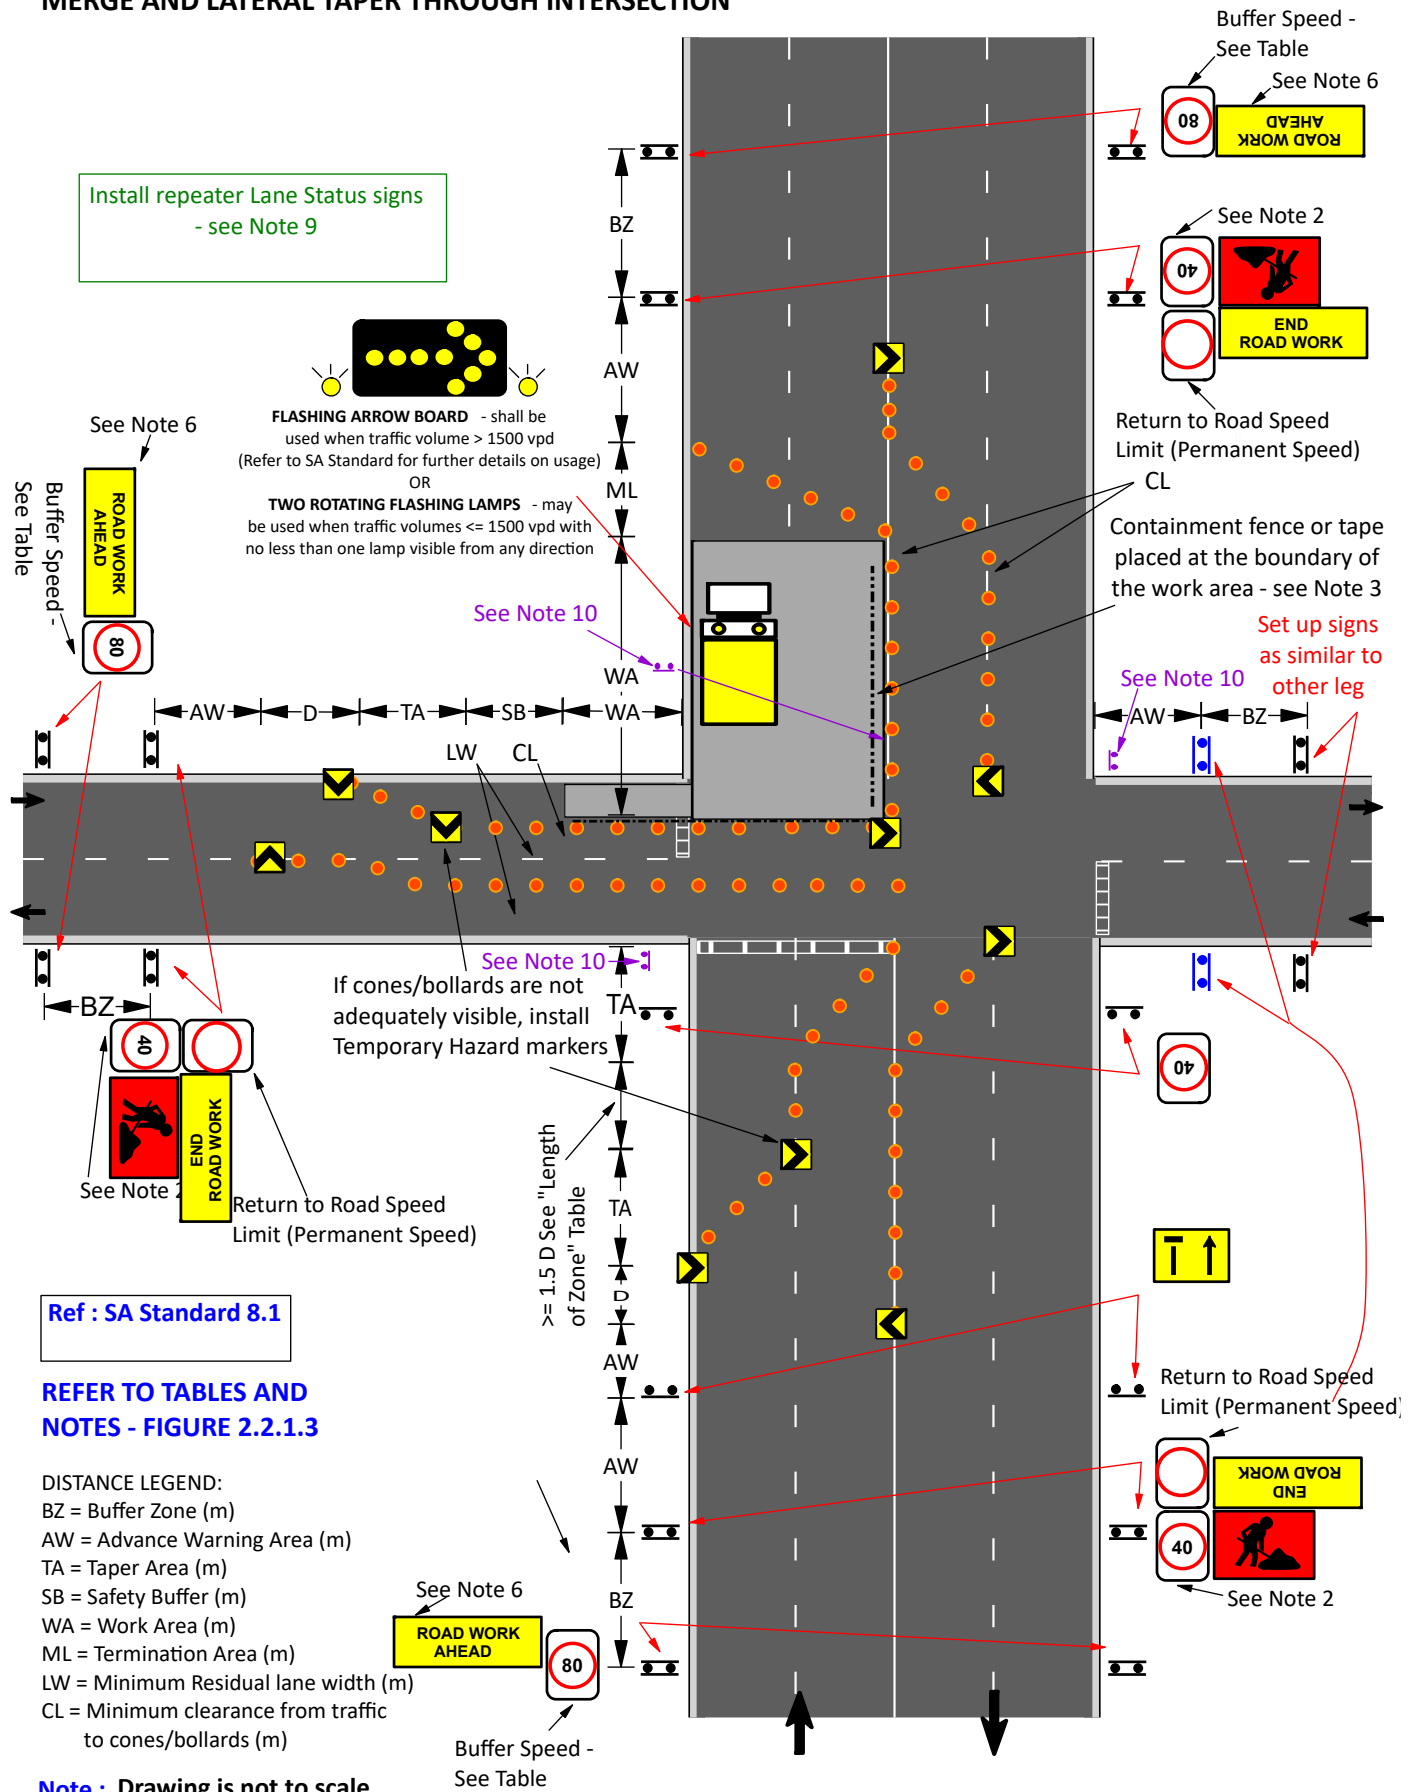 MERGE AND LATERAL TAPER THROUGH INTERSECTION
Buffer Speed -
See Table
See Note 6
80
ROAD WORK
AHEAD
Install repeater Lane Status signs
- see Note 9
BZ
See Note 2
40
END
ROAD WORK
AW
Return to Road Speed
Limit (Permanent Speed)
FLASHING ARROW BOARD - shall be
used when traffic volume > 1500 vpd
(Refer to SA Standard for further details on usage)
OR
TWO ROTATING FLASHING LAMPS - may
be used when traffic volumes <= 1500 vpd with
no less than one lamp visible from any direction
See Note 6
ROAD WORK
AHEAD
Buffer Speed -
See Table
80
ML
CL
Containment fence or tape
placed at the boundary of
the work area - see Note 3
See Note 10
WA
Set up signs
as similar to
other leg
See Note 10
AW
D
TA
SB
WA
AW
BZ
LW
CL
See Note 10
BZ
If cones/bollards are not
adequately visible, install
Temporary Hazard markers
TA
40
40
END
ROAD WORK
See Note 2
Return to Road Speed
Limit (Permanent Speed)
>= 1.5 D See "Length
of Zone" Table
TA
D
AW
Ref : SA Standard 8.1
REFER TO TABLES AND
NOTES - FIGURE 2.2.1.3
Return to Road Speed
Limit (Permanent Speed)
END
ROAD WORK
40
See Note 2
AW
BZ
DISTANCE LEGEND:
BZ = Buffer Zone (m)
AW = Advance Warning Area (m)
TA = Taper Area (m)
SB = Safety Buffer (m)
WA = Work Area (m)
ML = Termination Area (m)
LW = Minimum Residual lane width (m)
CL = Minimum clearance from traffic
to cones/bollards (m)
See Note 6
ROAD WORK
AHEAD
80
Buffer Speed -
See Table
Note : Drawing is not to scale